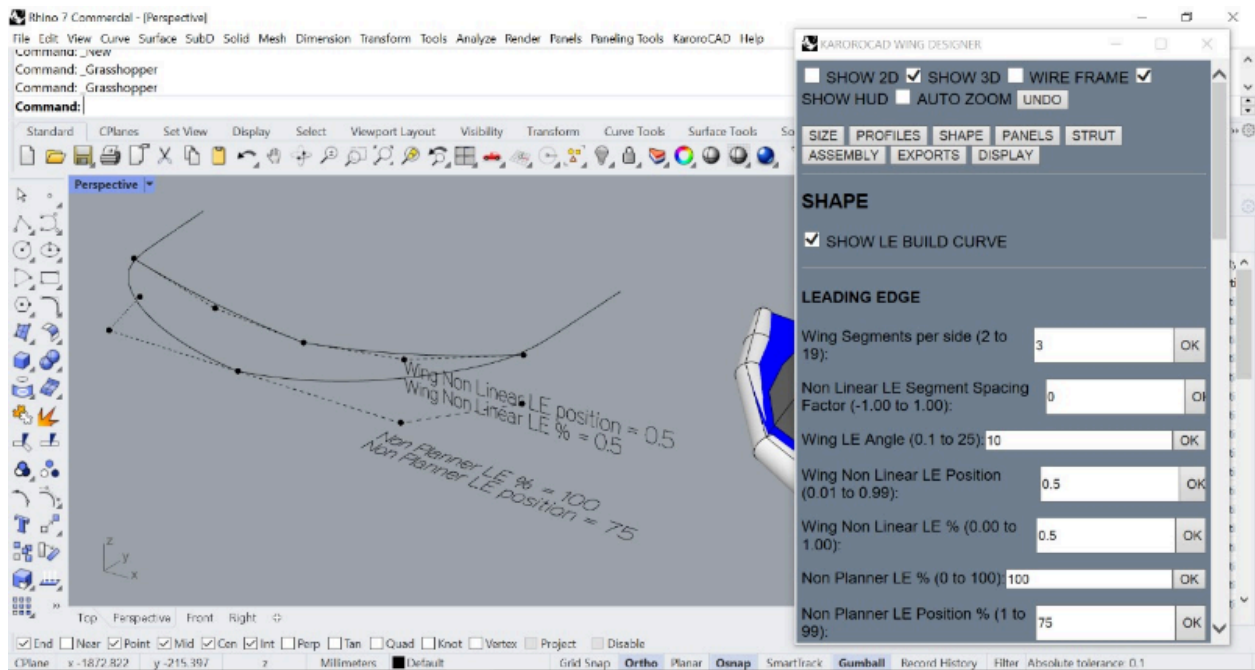 Rhino 7 Commercial - [Perspective]
File Edit View Curve Surface SubD Solid Mesh Dimension Transform Tools Analyze Render Panels Paneling Tools KaroroCAD Help
Command: _New
Command: _Grasshopper
Command: _Grasshopper
Command:
Standard CPlanes Set View Display Select Viewport Layout Visibility Transform Curve Tools Surface Tools So
Perspective
Wing Non Linear LE position = 0.5
Wing Non Linear LE % = 0.5
Non Planner LE % = 100
Non Planner LE position = 75
z
y
x
Top Perspective Front Right
End Near Point Mid Cen Int Perp Tan Quad Knot Vertex Project Disable
CPlane x -1872.822 y -215.397 z Millimeters Default Grid Snap Ortho Planar Osnap SmartTrack Gumball Record History Filter Absolute tolerance: 0.1
KAROROCAD WING DESIGNER
SHOW 2D SHOW 3D WIRE FRAME
SHOW HUD AUTO ZOOM UNDO
SIZE PROFILES SHAPE PANELS STRUT
ASSEMBLY EXPORTS DISPLAY
SHAPE
SHOW LE BUILD CURVE
LEADING EDGE
Wing Segments per side (2 to
19): 3 OK
Non Linear LE Segment Spacing
Factor (-1.00 to 1.00): 0 OK
Wing LE Angle (0.1 to 25): 10 OK
Wing Non Linear LE Position
(0.01 to 0.99): 0.5 OK
Wing Non Linear LE % (0.00 to
1.00): 0.5 OK
Non Planner LE % (0 to 100): 100 OK
Non Planner LE Position % (1 to
99): 75 OK